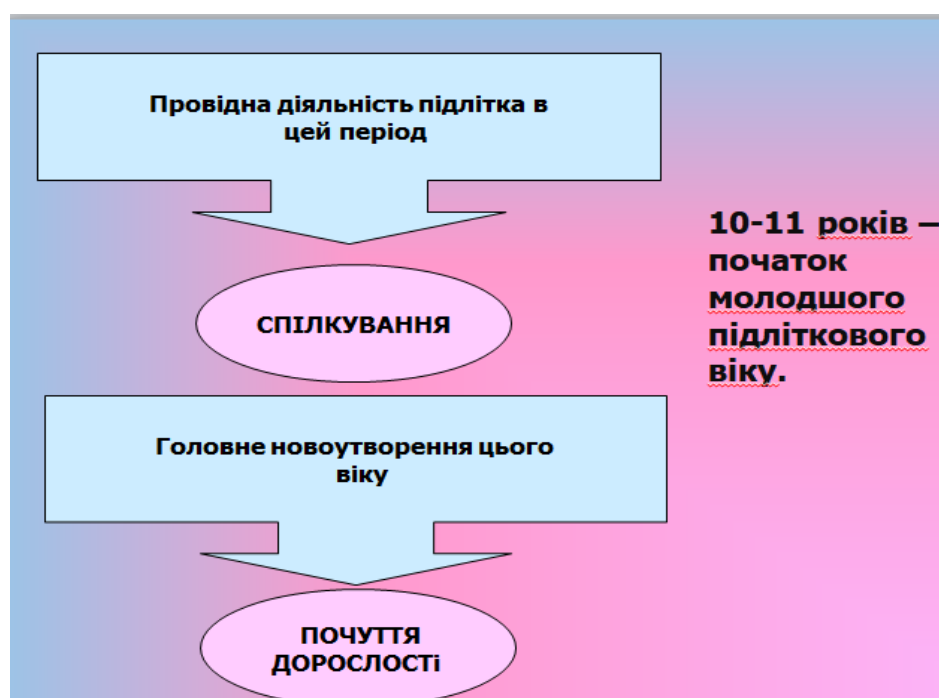 Провідна діяльність підлітка в
цей період
СПІЛКУВАННЯ
10-11 років —
початок
молодшого
підліткового
віку.
Головне новоутворення цього
віку
ПОЧУТТЯ
ДОРОСЛОСТі